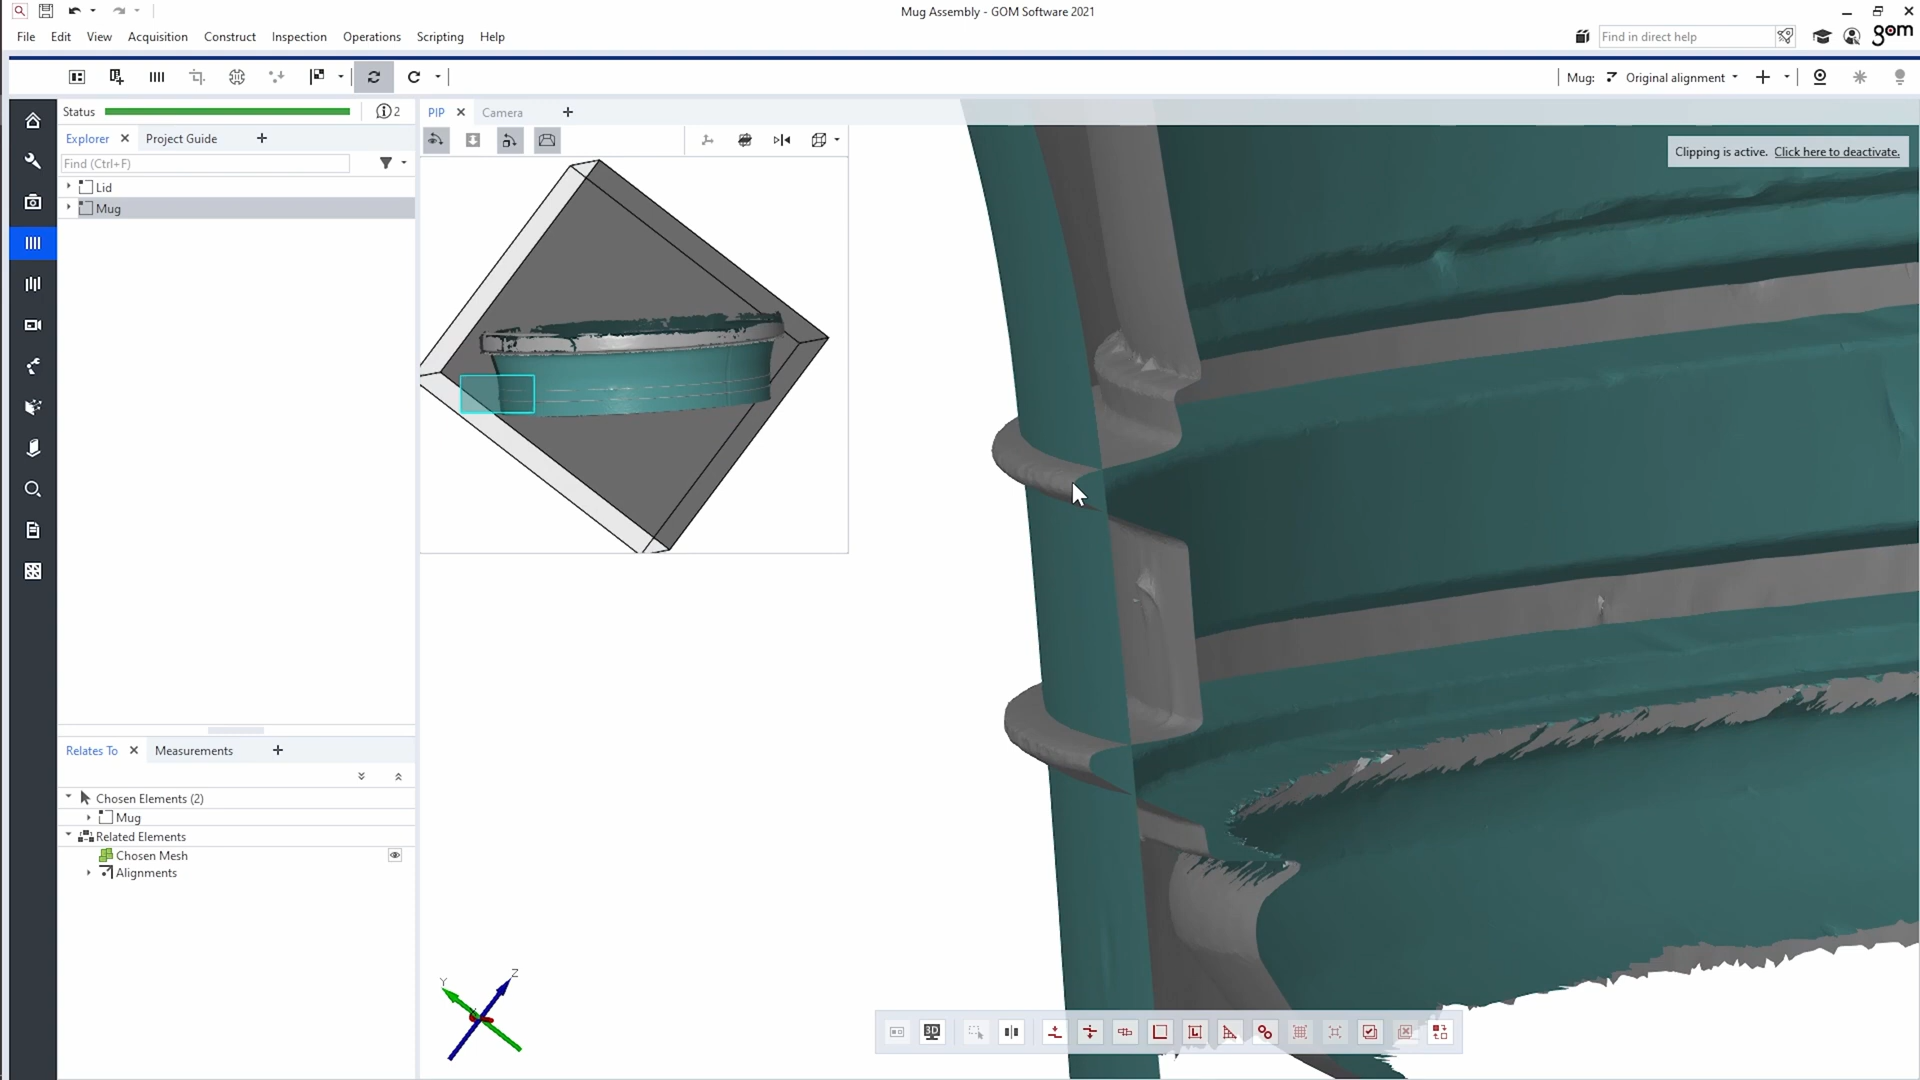 Mug Assembly - GOM Software 2021
File Edit View Acquisition Construct Inspection Operations Scripting Help
Find in direct help
gom
Mug: Original alignment
Status
2
PIP
Camera
Explorer
Project Guide
Find (Ctrl+F)
Clipping is active. Click here to deactivate.
Lid
Mug
Relates To
Measurements
Chosen Elements (2)
Mug
Related Elements
Chosen Mesh
Alignments
Z
Y
3D